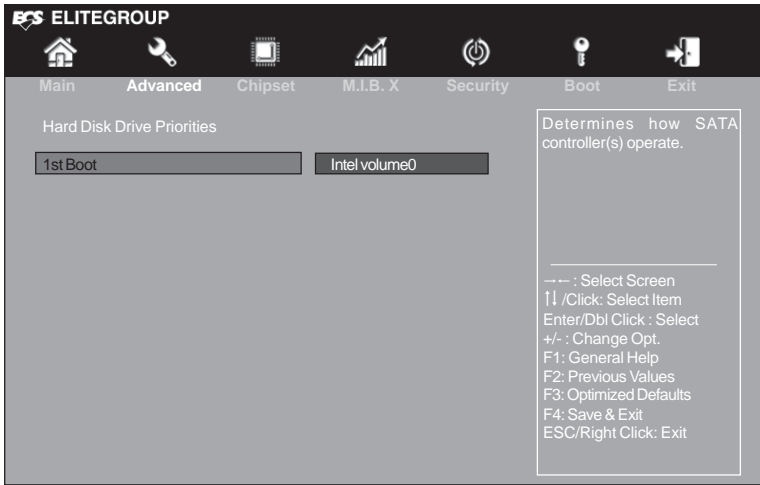 ECS ELITEGROUP
Main Advanced Chipset M.I.B. X Security Boot Exit
Hard Disk Drive Priorities
1st Boot Intel volume0
Determines how SATA
controller(s) operate.
→← : Select Screen
↑↓ /Click: Select Item
Enter/Dbl Click : Select
+/- : Change Opt.
F1: General Help
F2: Previous Values
F3: Optimized Defaults
F4: Save & Exit
ESC/Right Click: Exit